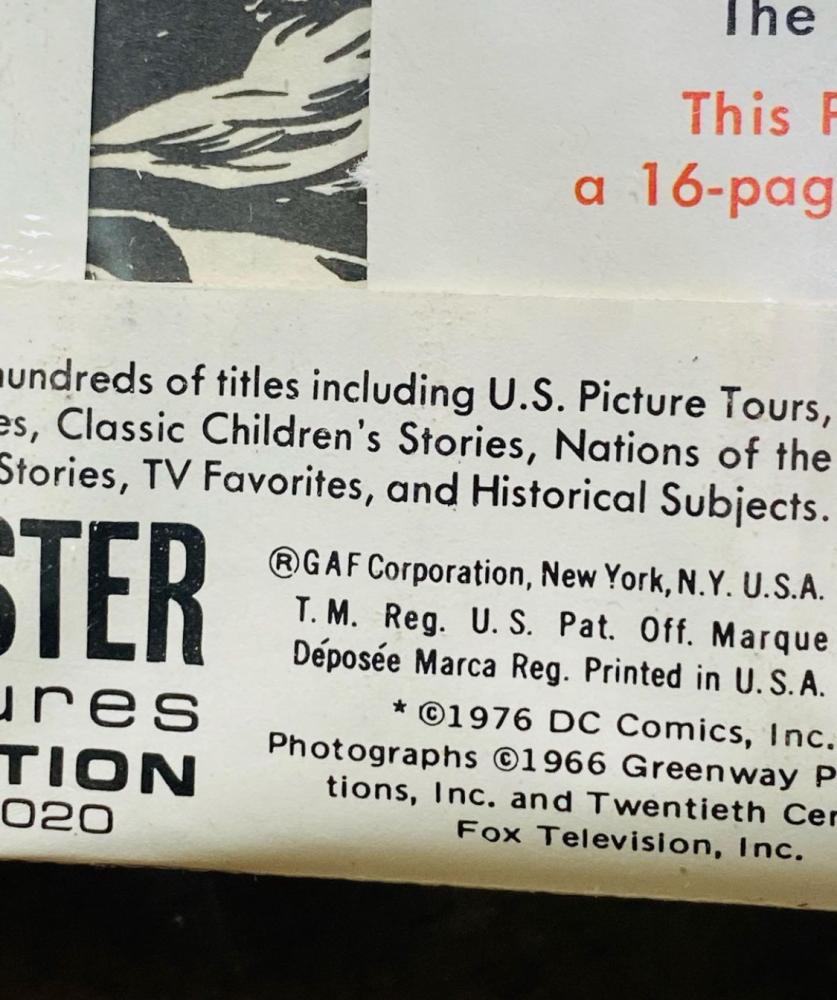 The
This
a 16-pag
hundreds of titles including U.S. Picture Tours,
es, Classic Children's Stories, Nations of the
Stories, TV Favorites, and Historical Subjects.
STER
ures
TION
020
®GAF Corporation, New York, N.Y. U.S.A.
T. M. Reg. U. S. Pat. Off. Marque
Déposée Marca Reg. Printed in U. S. A.
* ©1976 DC Comics, Inc.
Photographs ©1966 Greenway P
tions, Inc. and Twentieth Cen
Fox Television, Inc.